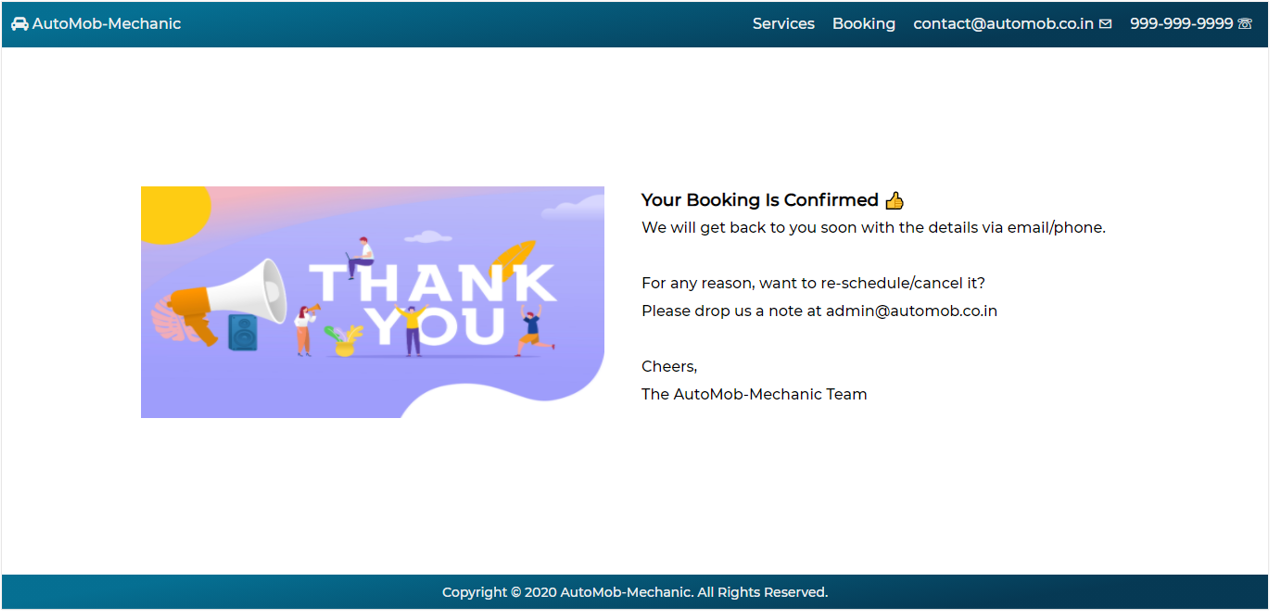 AutoMob-Mechanic
Services Booking contact@automob.co.in 999-999-9999
THANK
YOU
Your Booking Is Confirmed 👍
We will get back to you soon with the details via email/phone.
For any reason, want to re-schedule/cancel it?
Please drop us a note at admin@automob.co.in
Cheers,
The AutoMob-Mechanic Team
Copyright © 2020 AutoMob-Mechanic. All Rights Reserved.